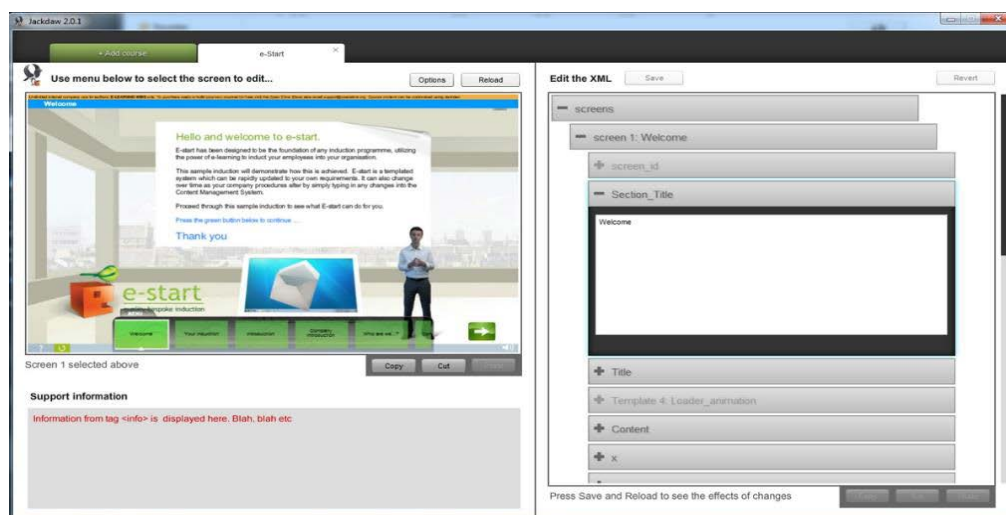 Jackdaw 2.0.1
+ Add course
e-Start
Use menu below to select the screen to edit...
Options
Reload
Welcome
Hello and welcome to e-start.
E-start has been designed to be the foundation of any induction programme, utilizing
the power of e-learning to induct your employees into your organisation.
This sample induction will demonstrate how this is achieved. E-start is a templated
system which can be rapidly updated to your own requirements. It can also change
over time as your company procedures alter by simply typing in any changes into the
Content Management System.
Proceed through this sample induction to see what E-start can do for you.
Press the green button below to continue ...
Thank you
e-start
bespoke induction
Welcome
Your induction
Introduction
Company
Introduction
Who are we...?
Screen 1 selected above
Copy
Cut
Support information
Information from tag <info> is displayed here. Blah, blah etc
Edit the XML
Save
Revert
screens
screen 1: Welcome
screen_id
Section_Title
Welcome
Title
Template 4: Loader_animation
Content
x
Press Save and Reload to see the effects of changes